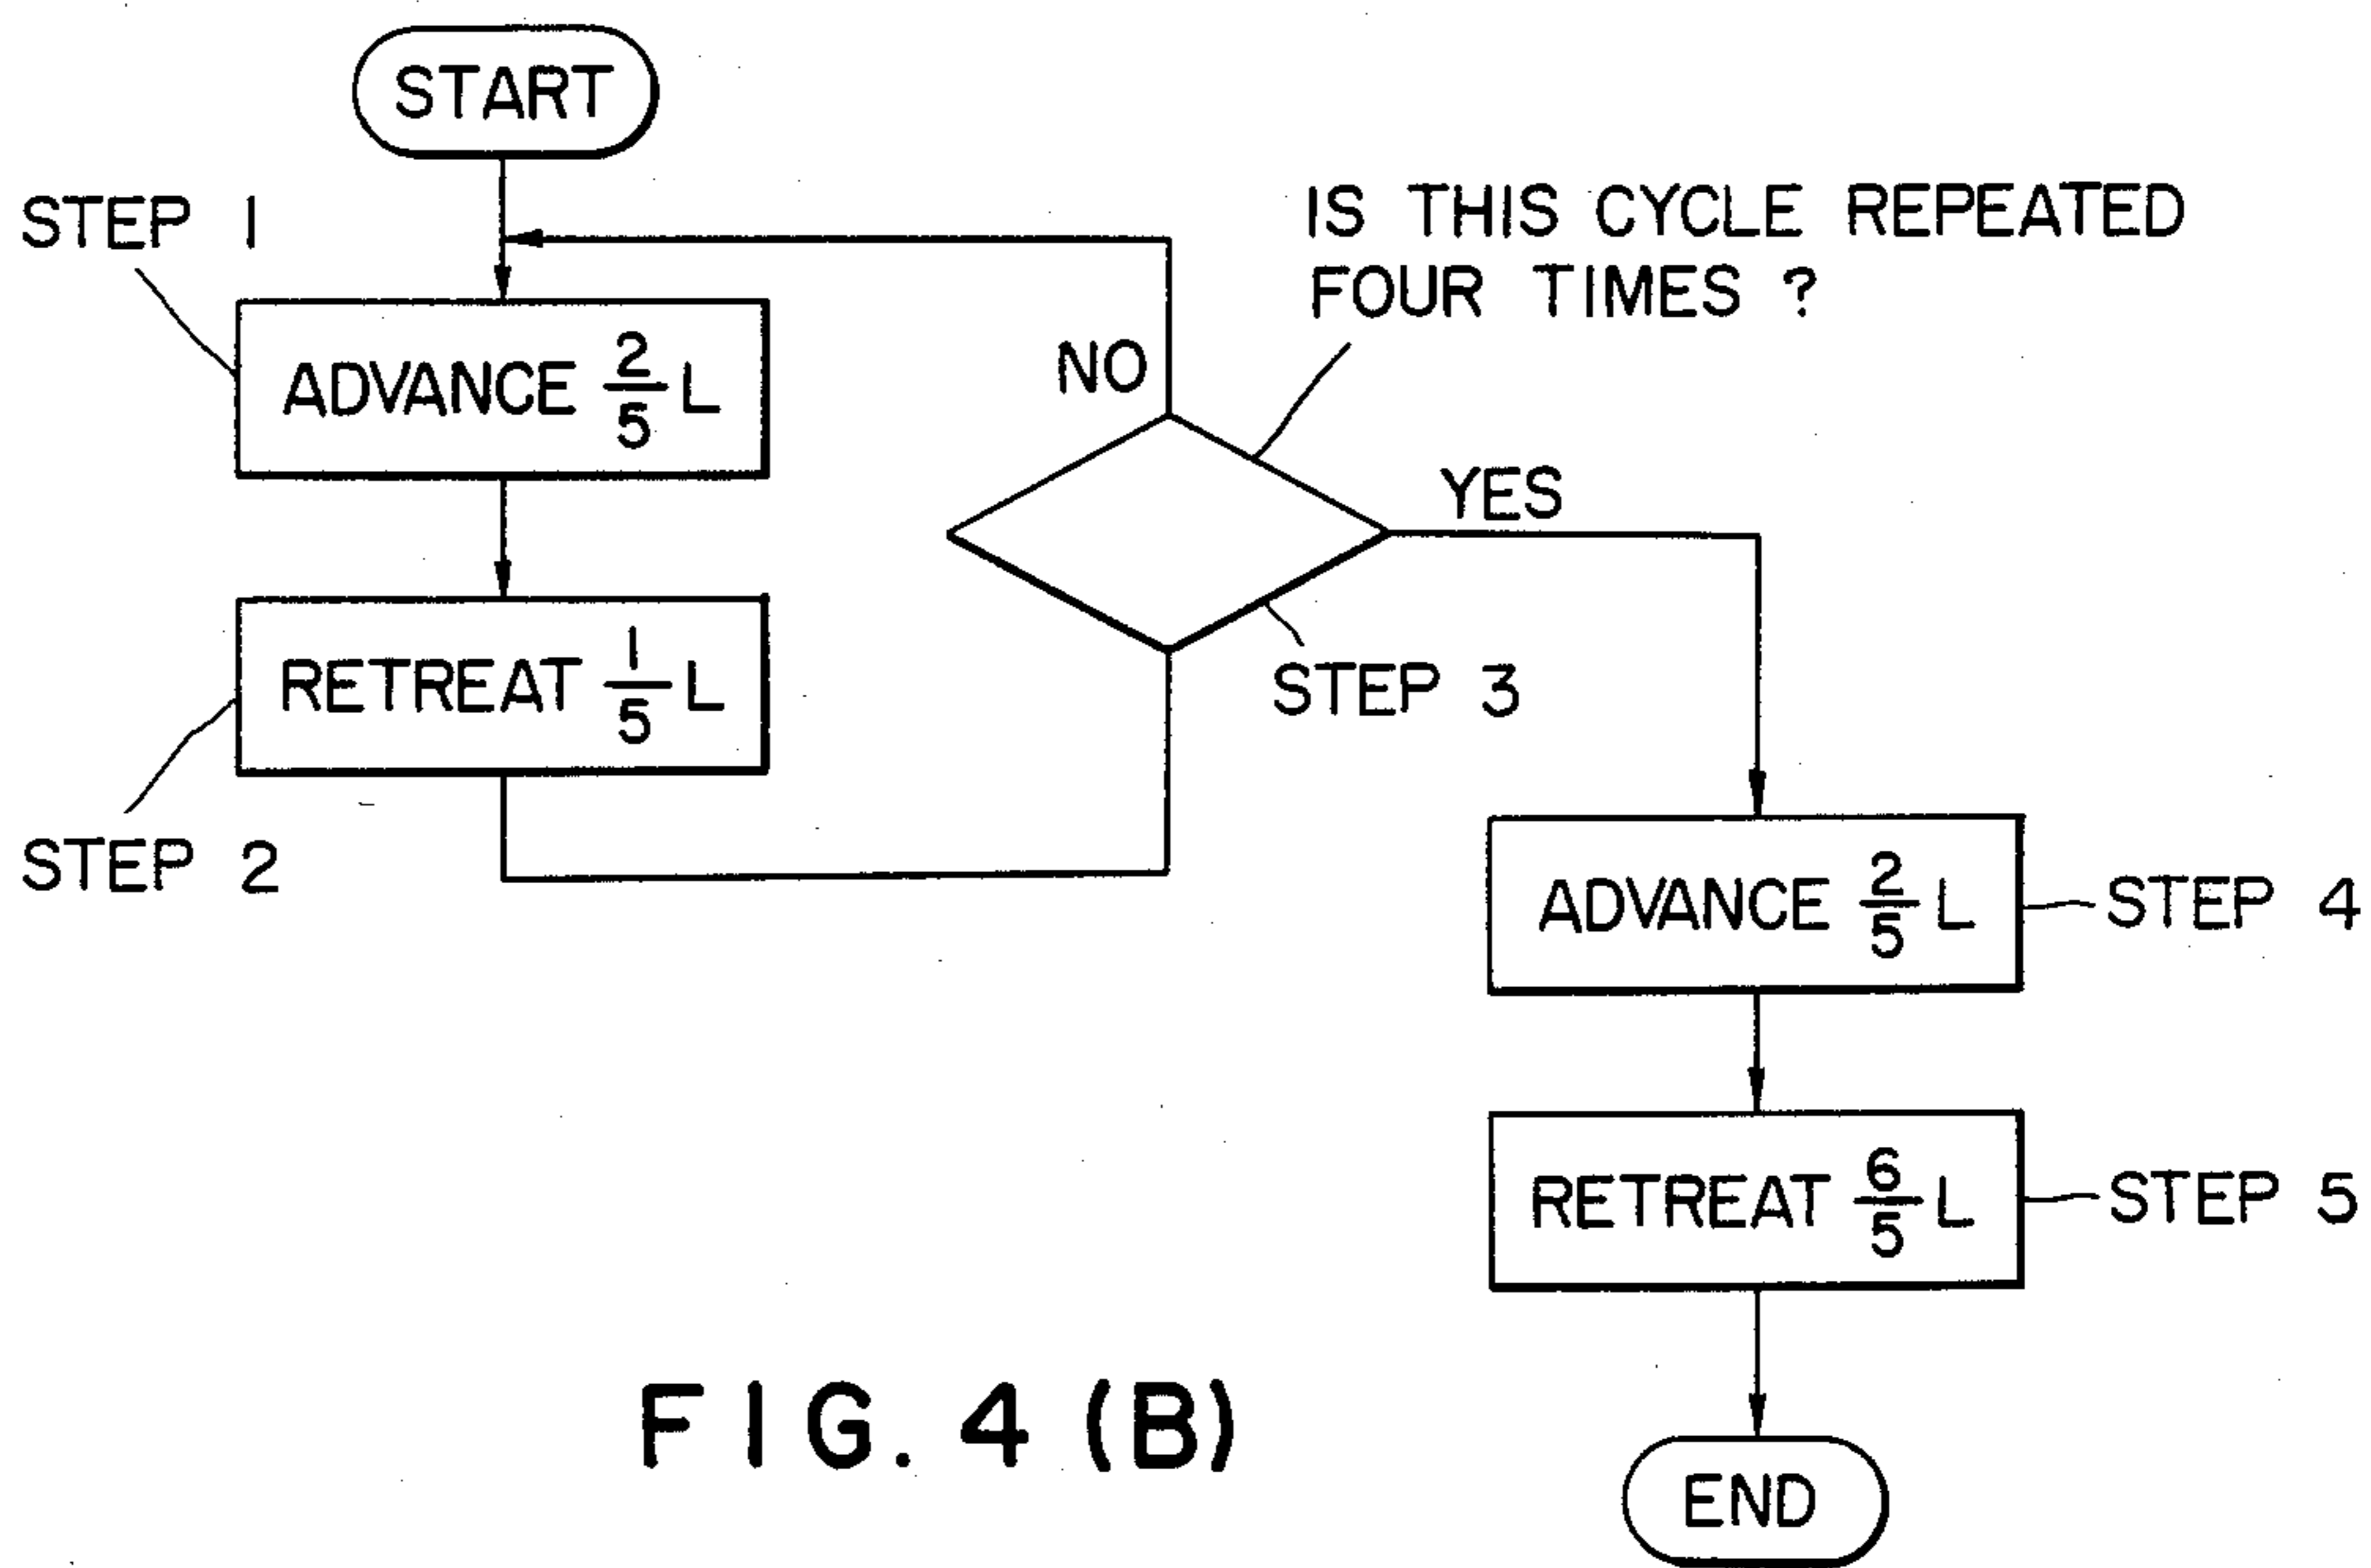 START
STEP 1
IS THIS CYCLE REPEATED
FOUR TIMES ?
NO
ADVANCE 2/5 L
YES
RETREAT 1/5 L
STEP 3
STEP 2
ADVANCE 2/5 L
STEP 4
RETREAT 6/5 L
STEP 5
FIG. 4 (B)
END